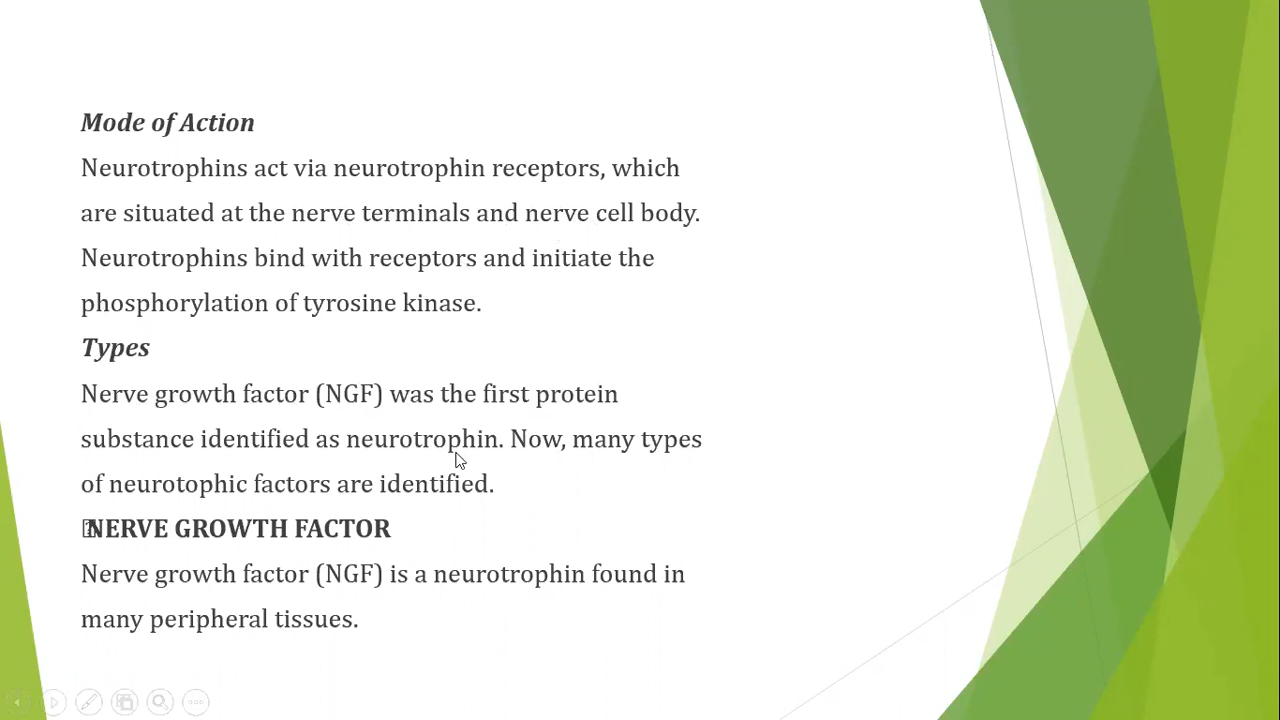 Mode of Action
Neurotrophins act via neurotrophin receptors, which
are situated at the nerve terminals and nerve cell body.
Neurotrophins bind with receptors and initiate the
phosphorylation of tyrosine kinase.
Types
Nerve growth factor (NGF) was the first protein
substance identified as neurotrophin. Now, many types
of neurotophic factors are identified.
NERVE GROWTH FACTOR
Nerve growth factor (NGF) is a neurotrophin found in
many peripheral tissues.